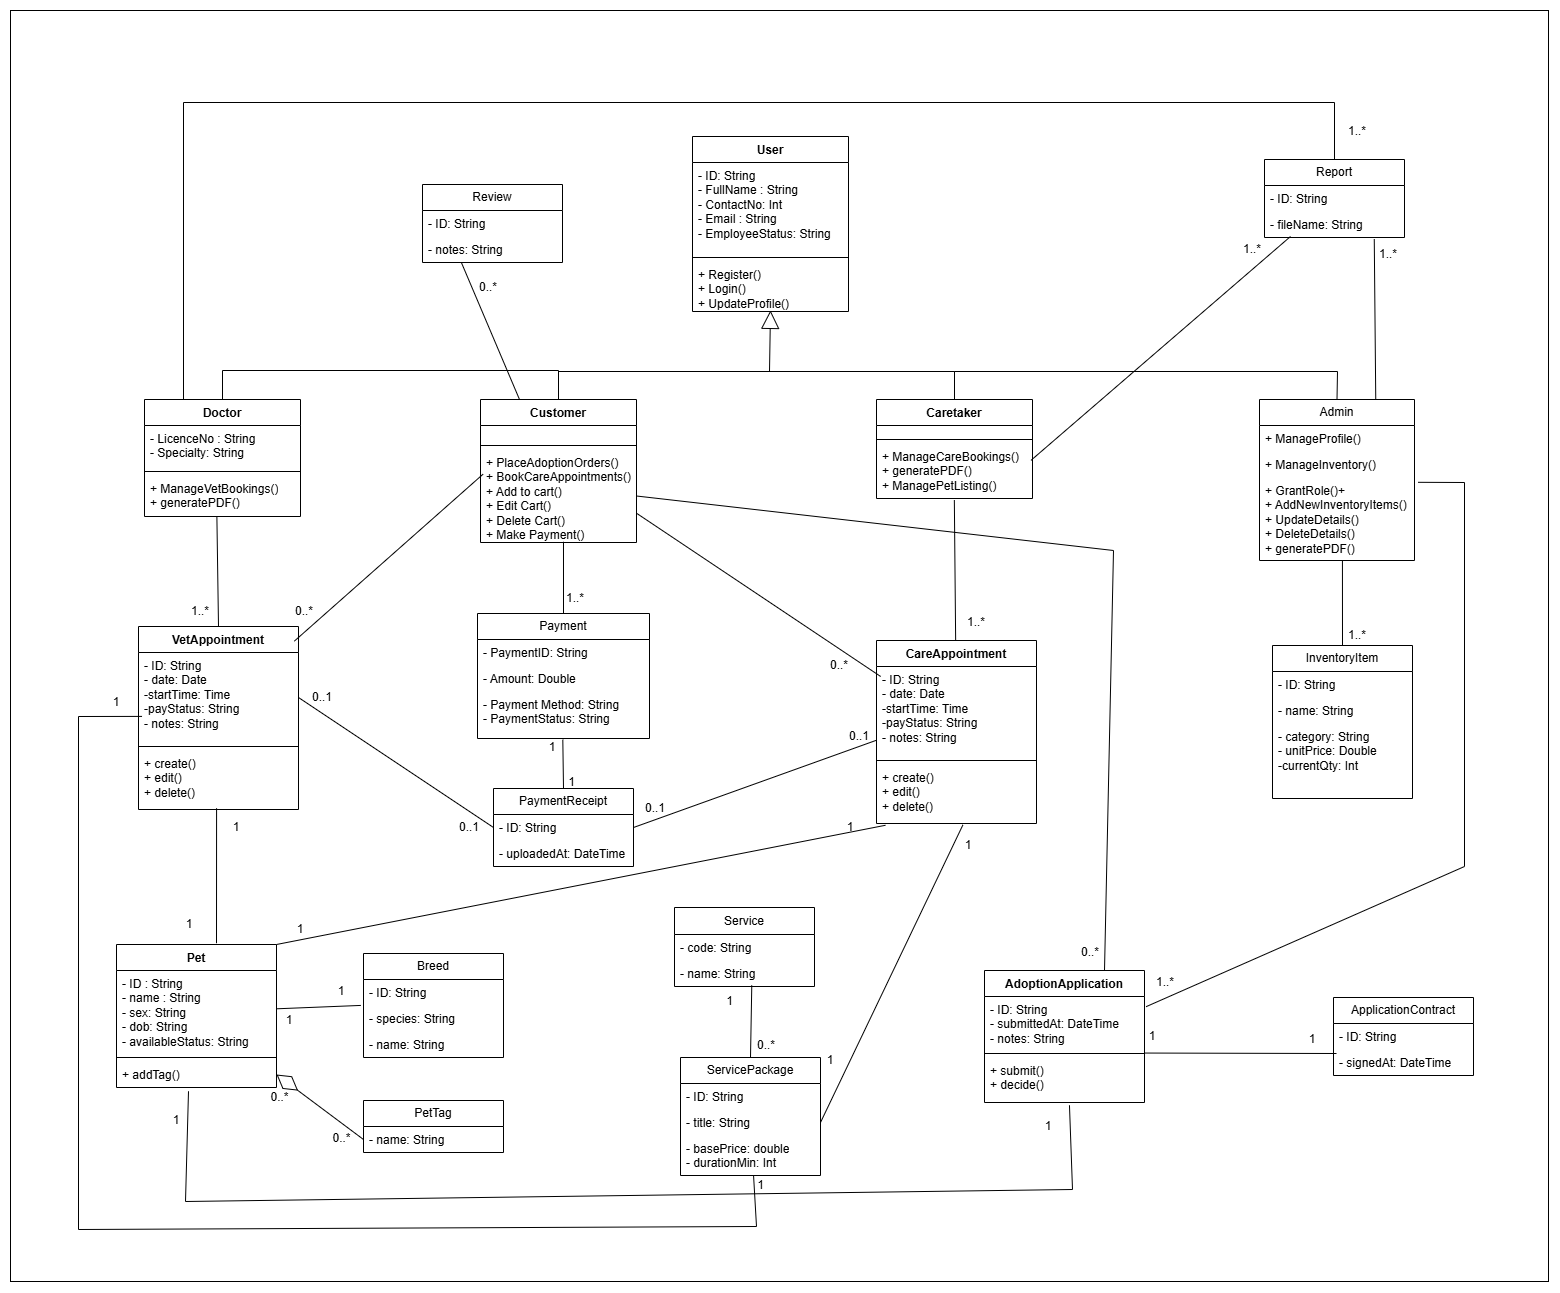 1..*
User
- ID: String
- FullName : String
- ContactNo: Int
- Email : String
- EmployeeStatus: String
+ Register()
+ Login()
+ UpdateProfile()
Review
- ID: String
- notes: String
0..*
Report
- ID: String
- fileName: String
1..*
1..*
Doctor
- LicenceNo : String
- Specialty: String
+ ManageVetBookings()
+ generatePDF()
Customer
+ PlaceAdoptionOrders()
+ BookCareAppointments()
+ Add to cart()
+ Edit Cart()
+ Delete Cart()
+ Make Payment()
Caretaker
+ ManageCareBookings()
+ generatePDF()
+ ManagePetListing()
Admin
+ ManageProfile()
+ ManageInventory()
+ GrantRole()+
+ AddNewInventoryItems()
+ UpdateDetails()
+ DeleteDetails()
+ generatePDF()
1..*
0..*
1..*
1..*
0..*
1..*
VetAppointment
- ID: String
- date: Date
-startTime: Time
-payStatus: String
- notes: String
+ create()
+ edit()
+ delete()
1
0..1
Payment
- PaymentID: String
- Amount: Double
- Payment Method: String
- PaymentStatus: String
1
1
CareAppointment
- ID: String
- date: Date
-startTime: Time
-payStatus: String
- notes: String
+ create()
+ edit()
+ delete()
0..1
InventoryItem
- ID: String
- name: String
- category: String
- unitPrice: Double
-currentQty: Int
PaymentReceipt
- ID: String
- uploadedAt: DateTime
0..1
0..1
1
1
1
1
1
Pet
- ID : String
- name : String
- sex: String
- dob: String
- availableStatus: String
+ addTag()
1
1
Breed
- ID: String
- species: String
- name: String
0..*
0..*
PetTag
- name: String
1
Service
- code: String
- name: String
1
0..*
ServicePackage
- ID: String
- title: String
- basePrice: double
- durationMin: Int
1
1
0..*
1..*
AdoptionApplication
- ID: String
- submittedAt: DateTime
- notes: String
+ submit()
+ decide()
1
1
1
ApplicationContract
- ID: String
- signedAt: DateTime